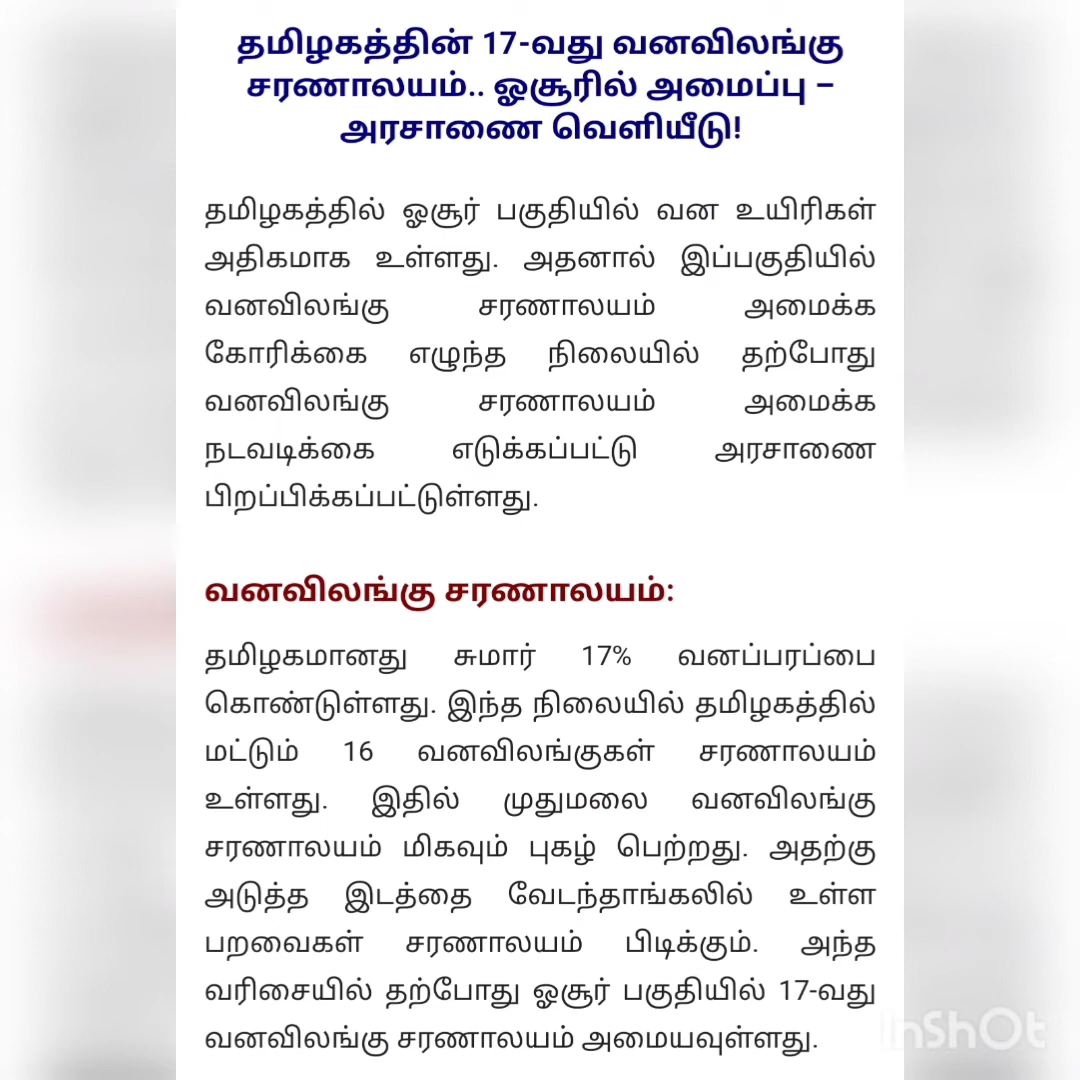 தமிழகத்தின் 17-வது வனவிலங்கு
சரணாலயம்.. ஓசூரில் அமைப்பு –
அரசாணை வெளியீடு!
தமிழகத்தில் ஓசூர் பகுதியில் வன உயிரிகள்
அதிகமாக உள்ளது. அதனால் இப்பகுதியில்
வனவிலங்கு சரணாலயம் அமைக்க
கோரிக்கை எழுந்த நிலையில் தற்போது
வனவிலங்கு சரணாலயம் அமைக்க
நடவடிக்கை எடுக்கப்பட்டு அரசாணை
பிறப்பிக்கப்பட்டுள்ளது.
வனவிலங்கு சரணாலயம்:
தமிழகமானது சுமார் 17% வனப்பரப்பை
கொண்டுள்ளது. இந்த நிலையில் தமிழகத்தில்
மட்டும் 16 வனவிலங்குகள் சரணாலயம்
உள்ளது. இதில் முதுமலை வனவிலங்கு
சரணாலயம் மிகவும் புகழ் பெற்றது. அதற்கு
அடுத்த இடத்தை வேடந்தாங்கலில் உள்ள
பறவைகள் சரணாலயம் பிடிக்கும். அந்த
வரிசையில் தற்போது ஓசூர் பகுதியில் 17-வது
வனவிலங்கு சரணாலயம் அமையவுள்ளது.
InShOt